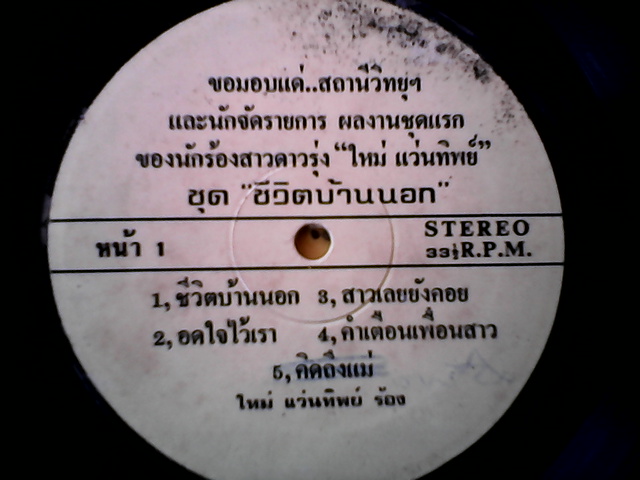 ขอมอบแด่..สถานีวิทยุฯ
และนักจัดรายการ ผลงานชุดแรก
ของนักร้องสาวดาวรุ่ง "ใหม่ แว่นทิพย์"
ชุด "ชีวิตบ้านนอก"
หน้า 1
STEREO
33½ R.P.M.
1, ชีวิตบ้านนอก 3, สาวเลยยังคอย
2, อดใจไว้เรา 4, คำเตือนเพื่อนสาว
5, คิดถึงแม่
ใหม่ แว่นทิพย์ ร้อง